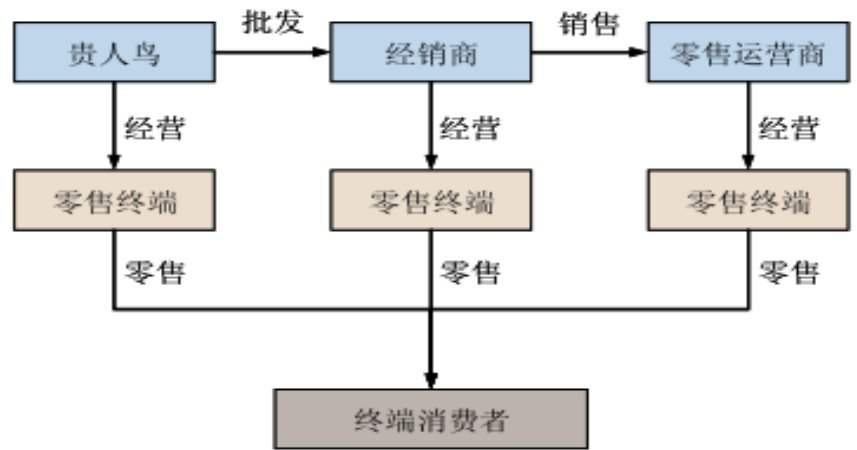 批发 销售
贵人鸟 经销商 零售运营商
经营 经营 经营
零售终端 零售终端 零售终端
零售 零售 零售
终端消费者